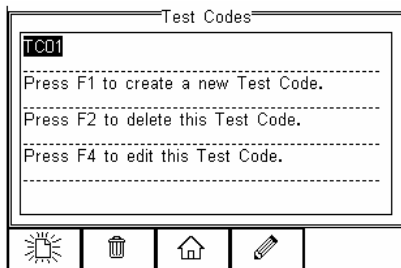 Test Codes
TC01
Press F1 to create a new Test Code.
Press F2 to delete this Test Code.
Press F4 to edit this Test Code.